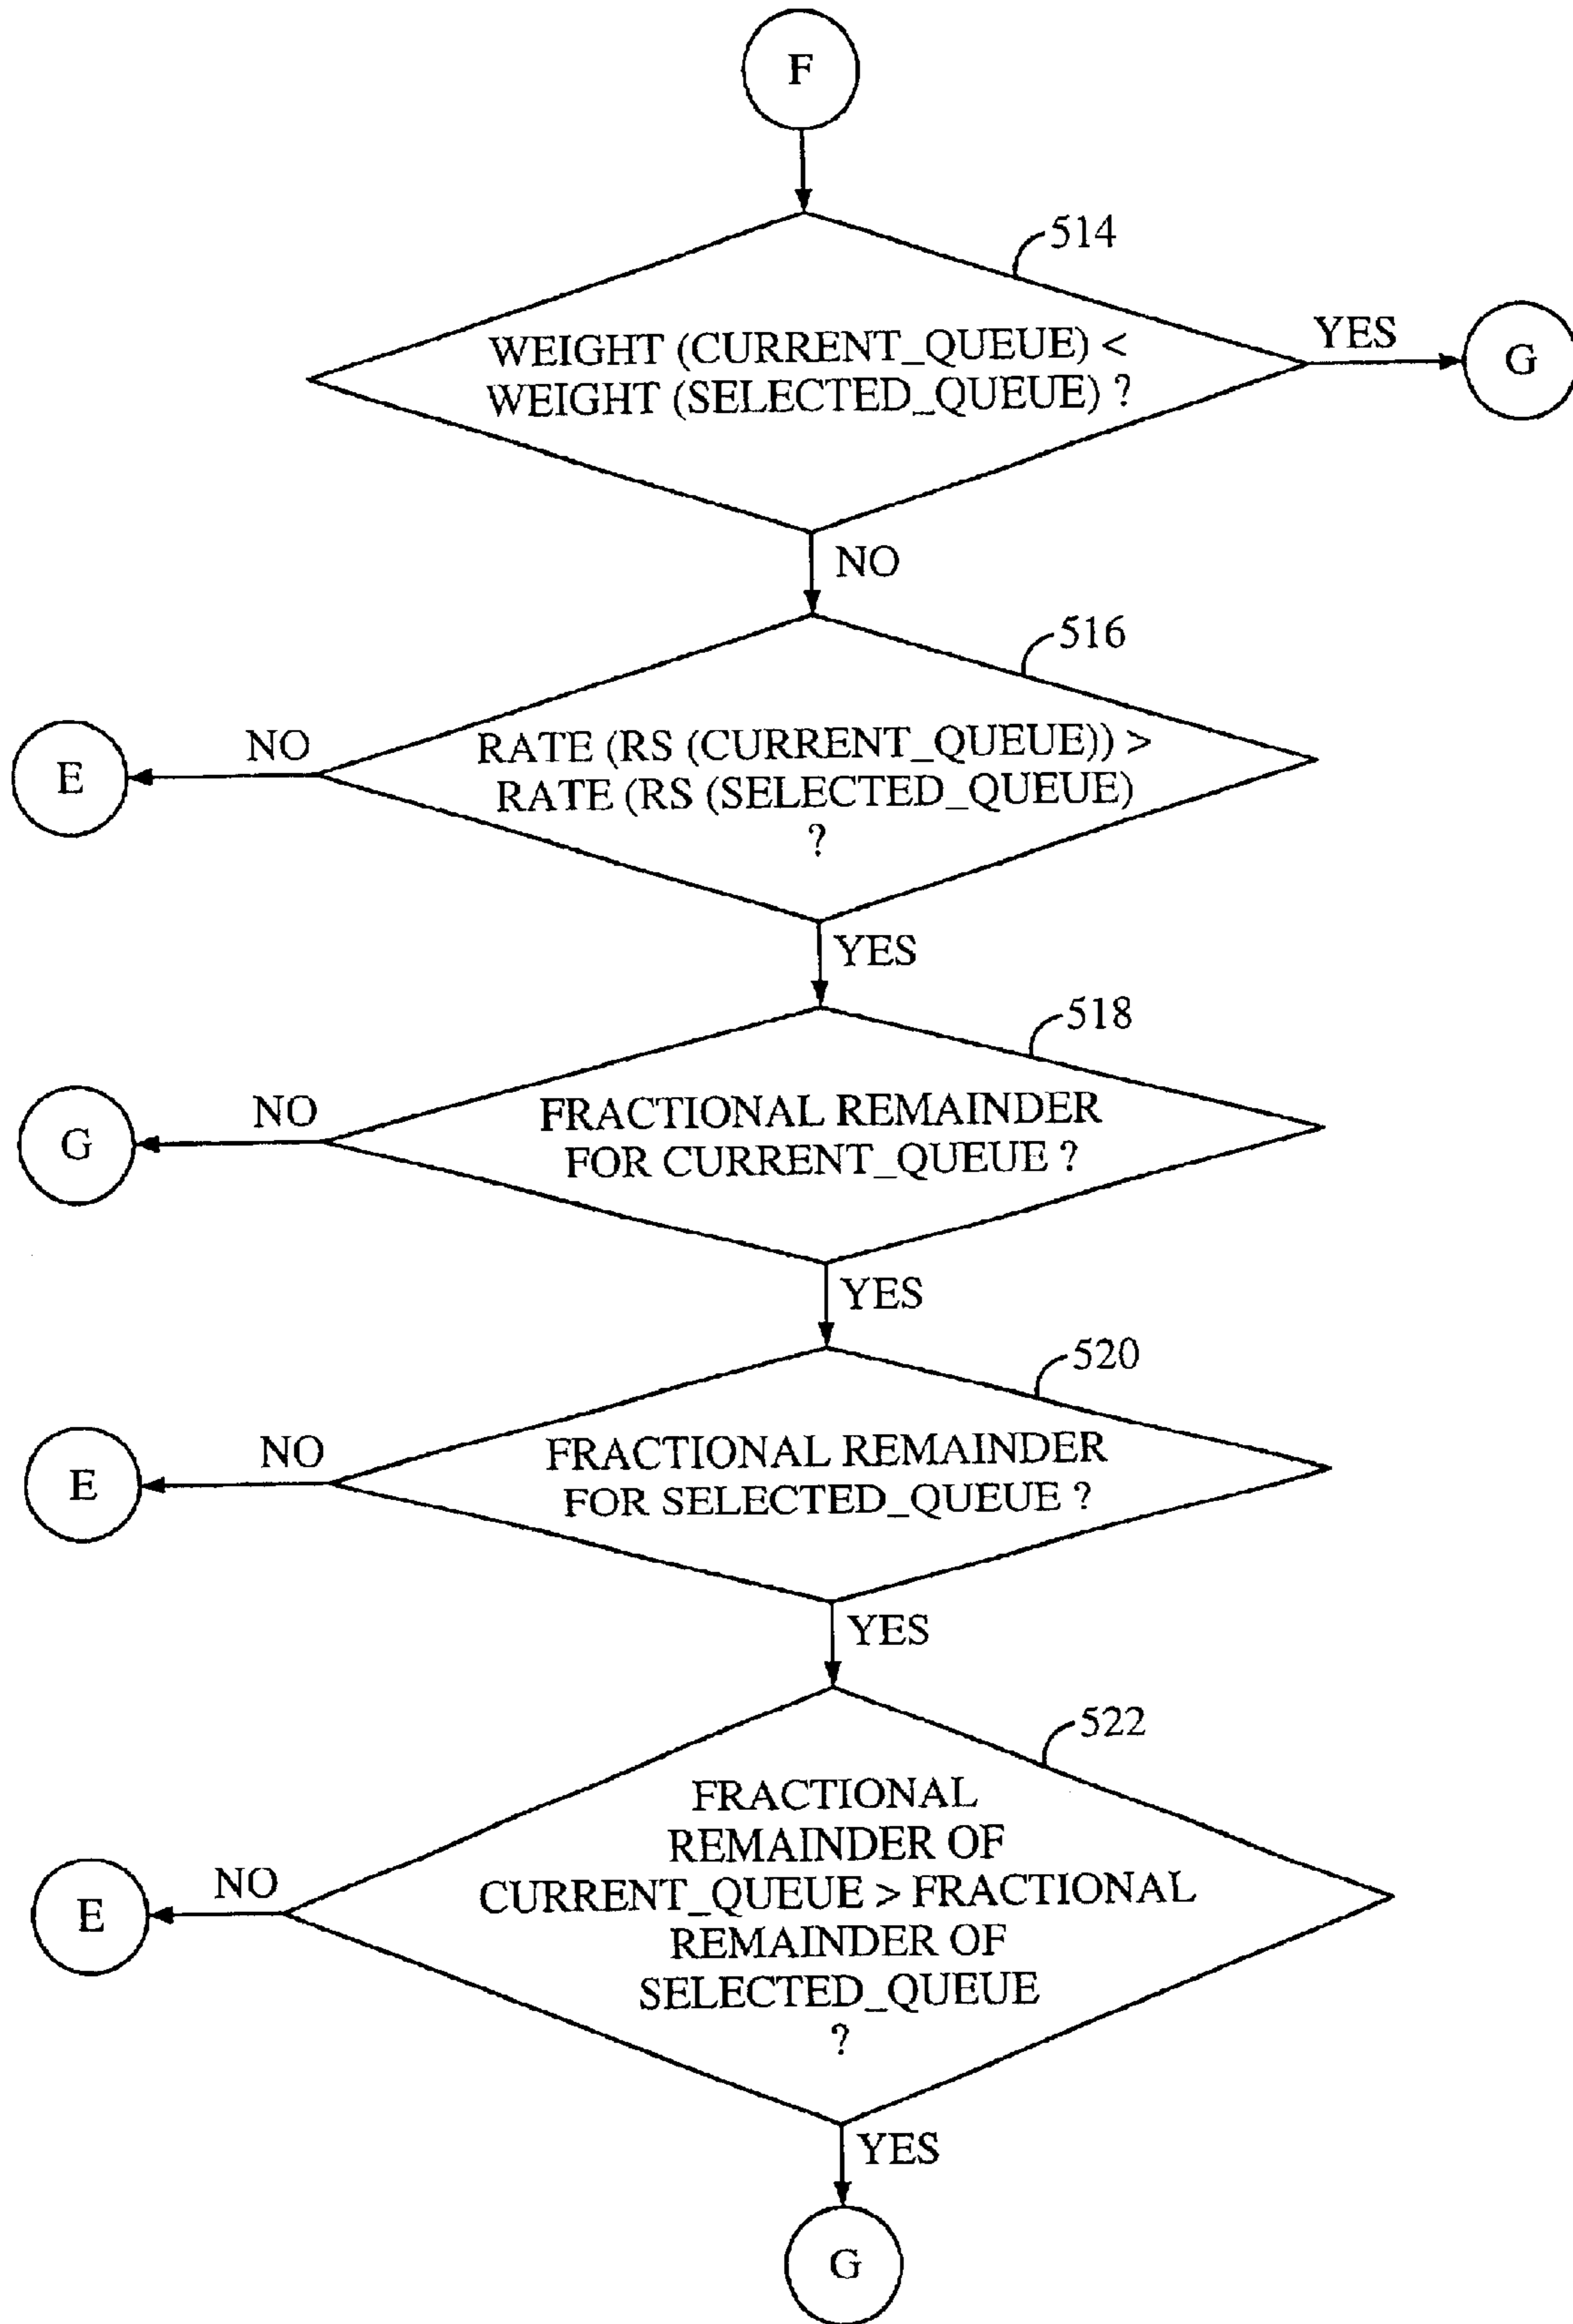 F
514
WEIGHT (CURRENT_QUEUE) <
WEIGHT (SELECTED_QUEUE) ?
YES
G
NO
516
RATE (RS (CURRENT_QUEUE)) >
RATE (RS (SELECTED_QUEUE)
?
NO
E
YES
518
FRACTIONAL REMAINDER
FOR CURRENT_QUEUE ?
NO
G
YES
520
FRACTIONAL REMAINDER
FOR SELECTED_QUEUE ?
NO
E
YES
522
FRACTIONAL
REMAINDER OF
CURRENT_QUEUE > FRACTIONAL
REMAINDER OF
SELECTED_QUEUE
?
NO
E
YES
G